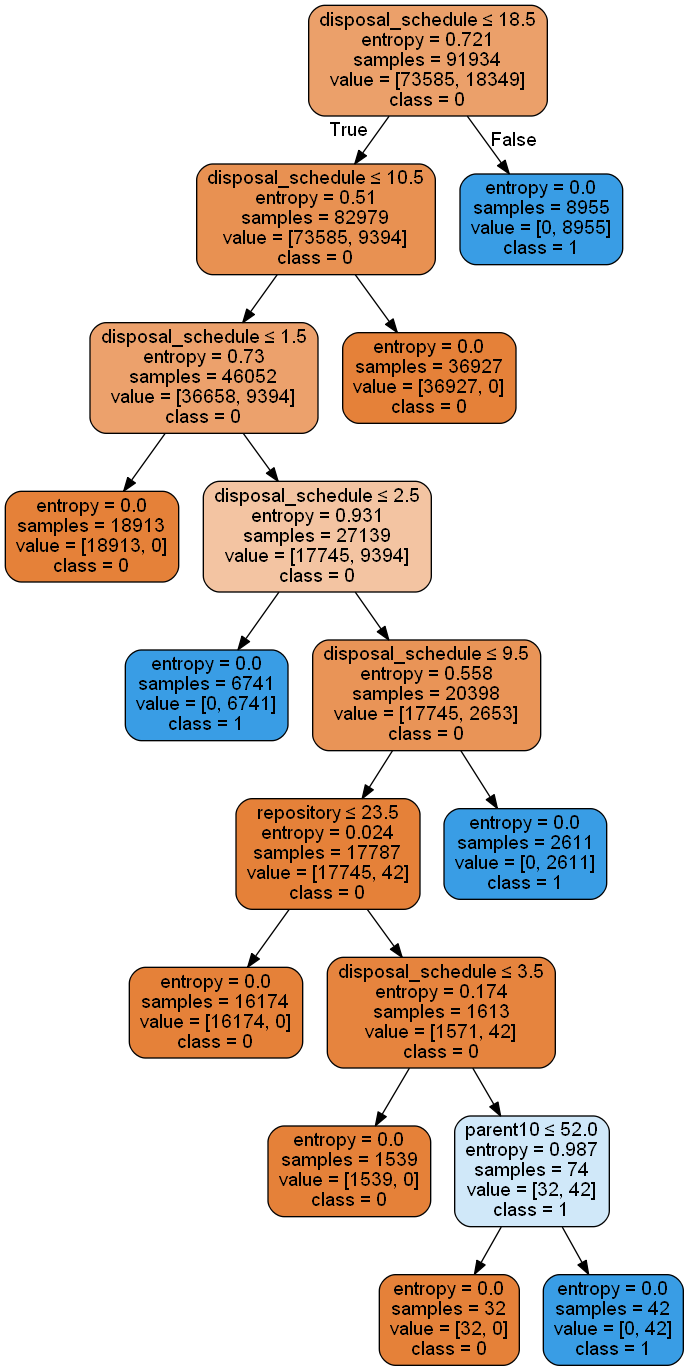 disposal_schedule ≤ 18.5
entropy = 0.721
samples = 91934
value = [73585, 18349]
class = 0
True
False
disposal_schedule ≤ 10.5
entropy = 0.51
samples = 82979
value = [73585, 9394]
class = 0
entropy = 0.0
samples = 8955
value = [0, 8955]
class = 1
disposal_schedule ≤ 1.5
entropy = 0.73
samples = 46052
value = [36658, 9394]
class = 0
entropy = 0.0
samples = 36927
value = [36927, 0]
class = 0
entropy = 0.0
samples = 18913
value = [18913, 0]
class = 0
disposal_schedule ≤ 2.5
entropy = 0.931
samples = 27139
value = [17745, 9394]
class = 0
entropy = 0.0
samples = 6741
value = [0, 6741]
class = 1
disposal_schedule ≤ 9.5
entropy = 0.558
samples = 20398
value = [17745, 2653]
class = 0
repository ≤ 23.5
entropy = 0.024
samples = 17787
value = [17745, 42]
class = 0
entropy = 0.0
samples = 2611
value = [0, 2611]
class = 1
entropy = 0.0
samples = 16174
value = [16174, 0]
class = 0
disposal_schedule ≤ 3.5
entropy = 0.174
samples = 1613
value = [1571, 42]
class = 0
entropy = 0.0
samples = 1539
value = [1539, 0]
class = 0
parent10 ≤ 52.0
entropy = 0.987
samples = 74
value = [32, 42]
class = 1
entropy = 0.0
samples = 32
value = [32, 0]
class = 0
entropy = 0.0
samples = 42
value = [0, 42]
class = 1